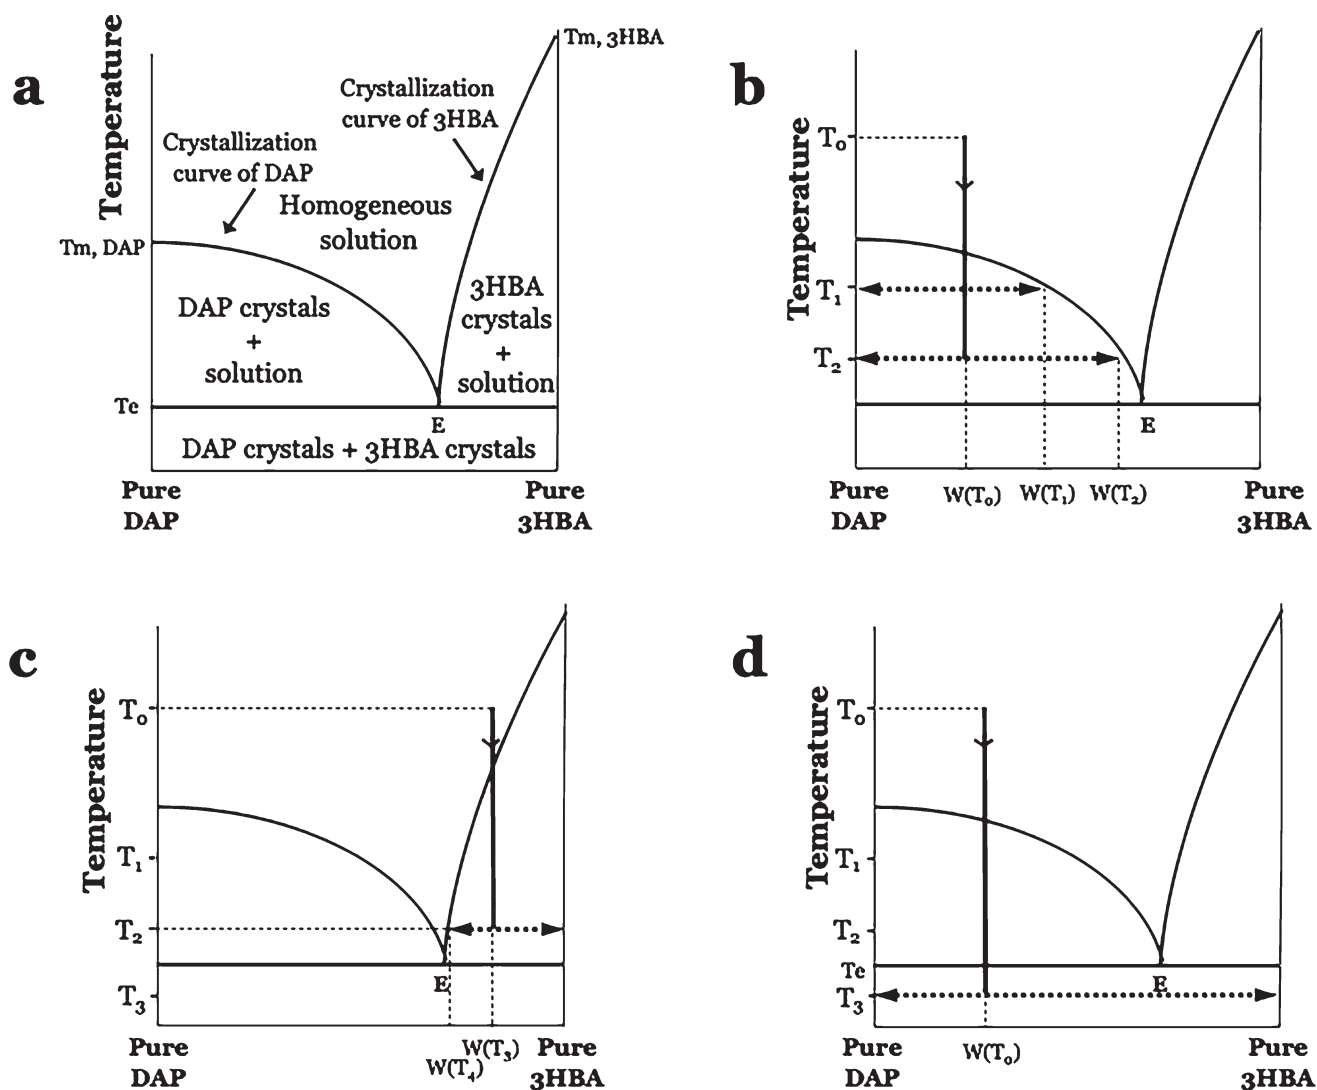 a
Temperature
Tm, 3HBA
Crystallization
curve of 3HBA
Crystallization
curve of DAP
Homogeneous
solution
Tm, DAP
DAP crystals
+
solution
3HBA
crystals
+
solution
Te
E
DAP crystals + 3HBA crystals
Pure
DAP
Pure
3HBA
b
Temperature
T₀
T₁
T₂
E
W(T₀)
W(T₁)
W(T₂)
Pure
DAP
Pure
3HBA
c
Temperature
T₀
T₁
T₂
T₃
E
W(T₃)
W(T₄)
Pure
DAP
Pure
3HBA
d
Temperature
T₀
T₁
T₂
Te
T₃
E
W(T₀)
Pure
DAP
Pure
3HBA